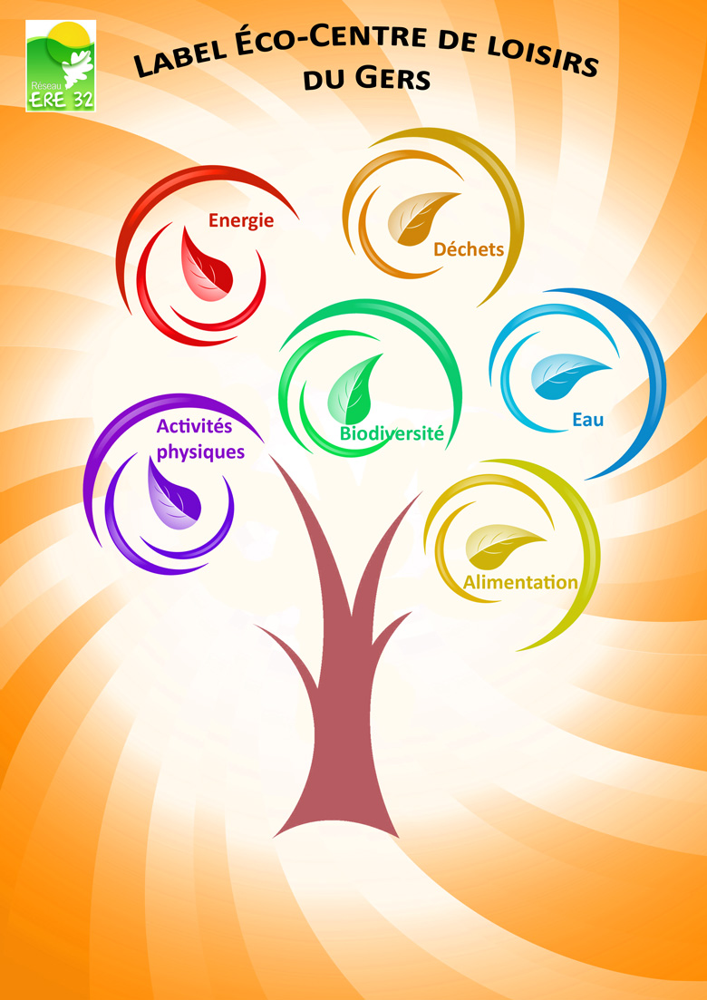 Label Éco-Centre de loisirs
du Gers
Réseau
ERE 32
Energie
Déchets
Biodiversité
Eau
Activités
physiques
Alimentation